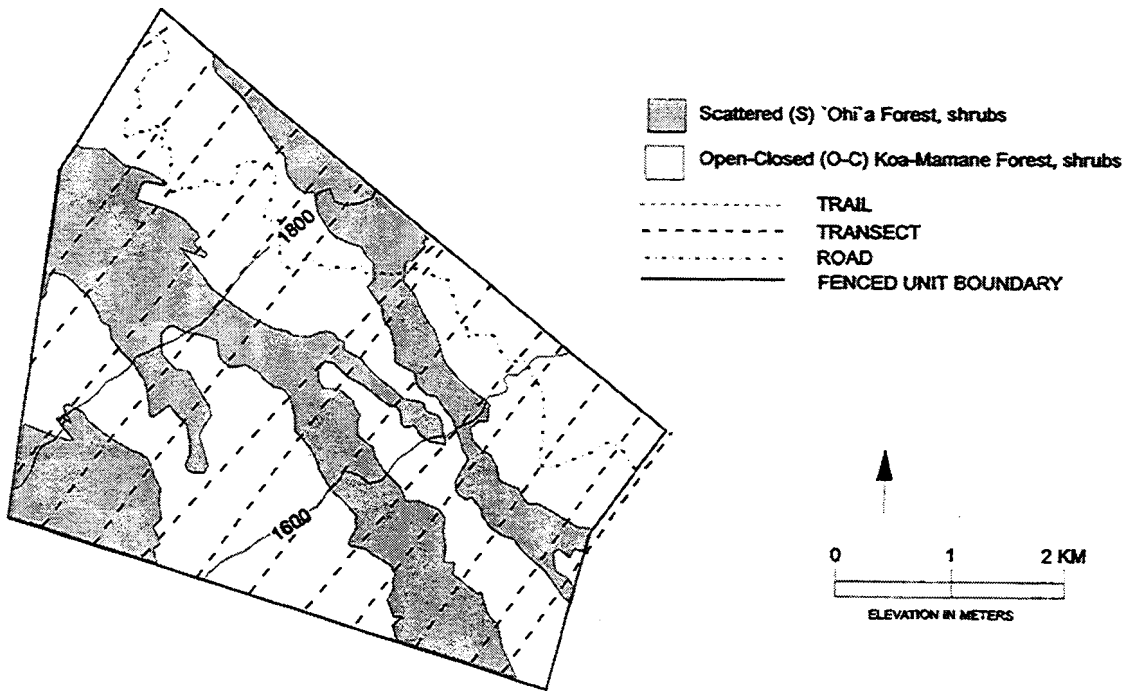 Scattered (S) `Ohi`a Forest, shrubs
Open-Closed (O-C) Koa-Mamane Forest, shrubs
TRAIL
TRANSECT
ROAD
FENCED UNIT BOUNDARY
1800
1600
0 1 2 KM
ELEVATION IN METERS